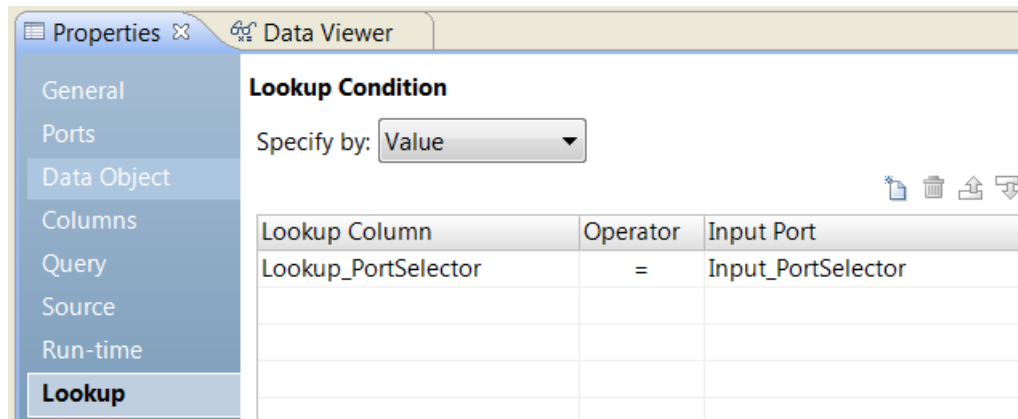 Properties Data Viewer
General
Ports
Data Object
Columns
Query
Source
Run-time
Lookup
Lookup Condition
Specify by: Value
Lookup Column Operator Input Port
Lookup_PortSelector = Input_PortSelector